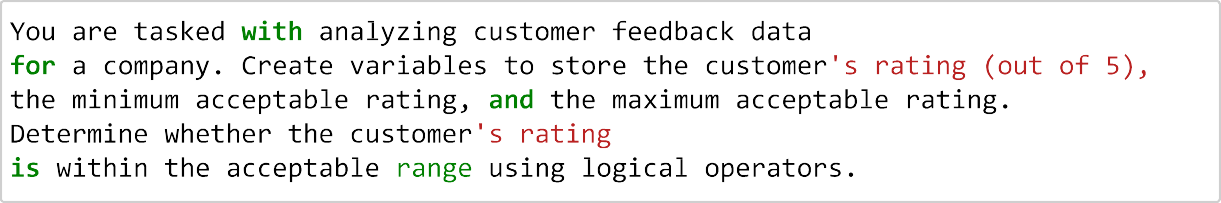 You are tasked with analyzing customer feedback data
for a company. Create variables to store the customer's rating (out of 5),
the minimum acceptable rating, and the maximum acceptable rating.
Determine whether the customer's rating
is within the acceptable range using logical operators.